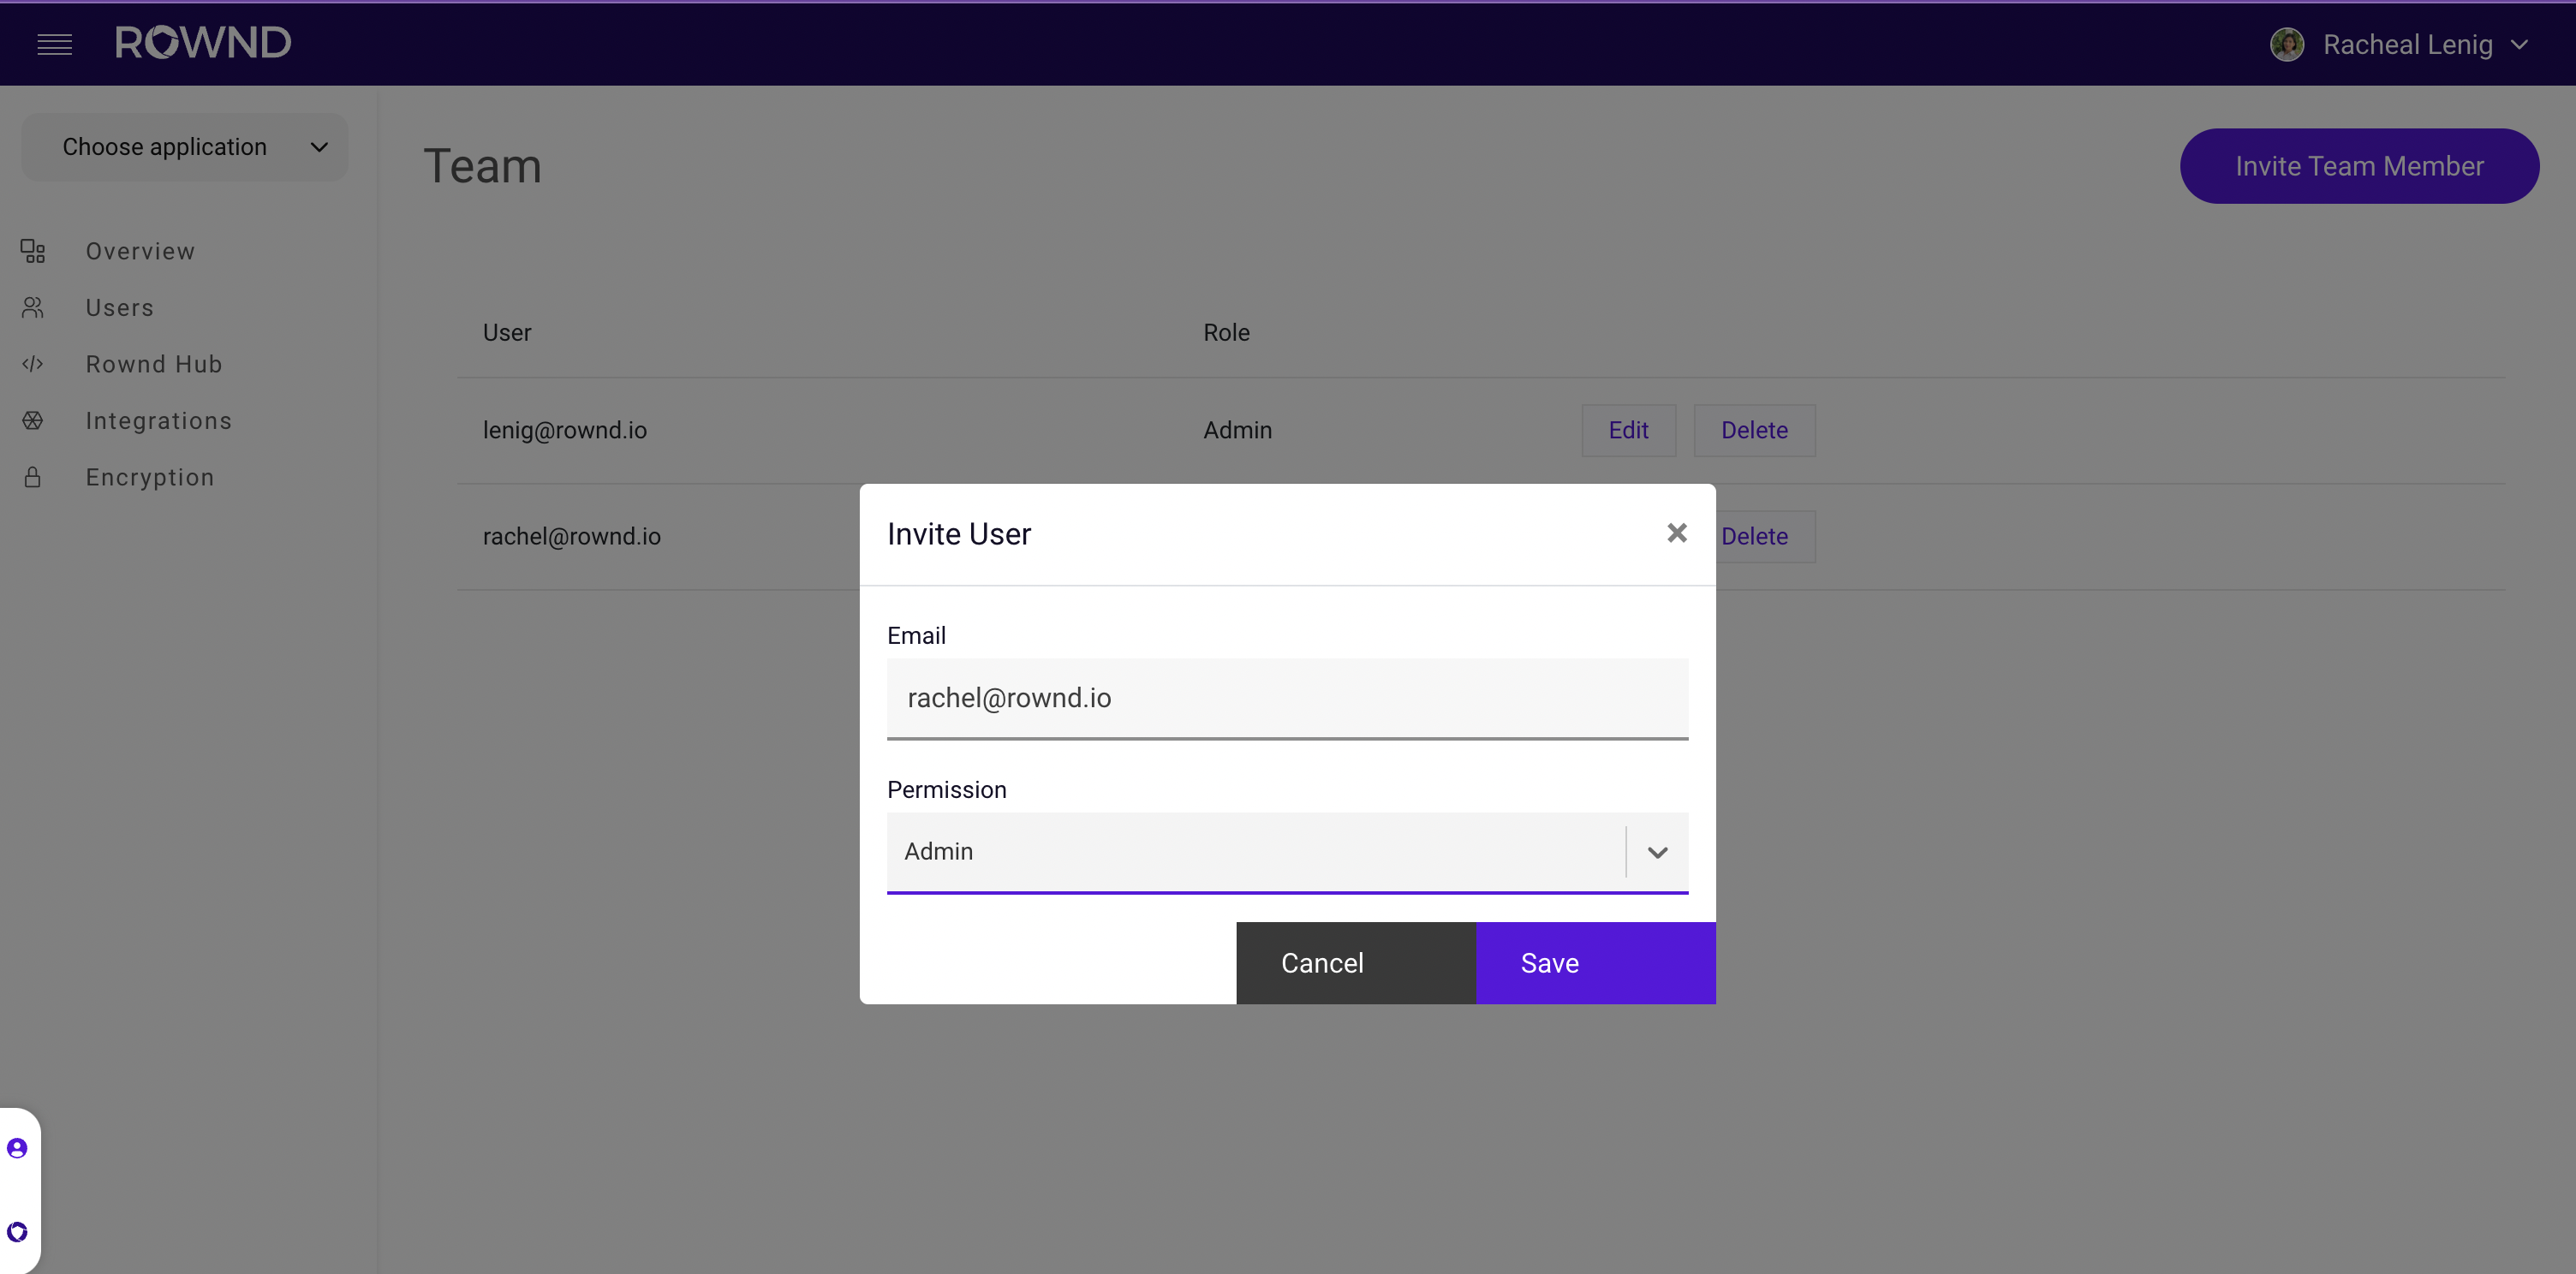 ROWND
Racheal Lenig
Choose application
Team
Invite Team Member
Overview
Users
Rownd Hub
Integrations
Encryption
User Role
lenig@rownd.io Admin Edit Delete
rachel@rownd.io Delete
Invite User
Email
rachel@rownd.io
Permission
Admin
Cancel Save